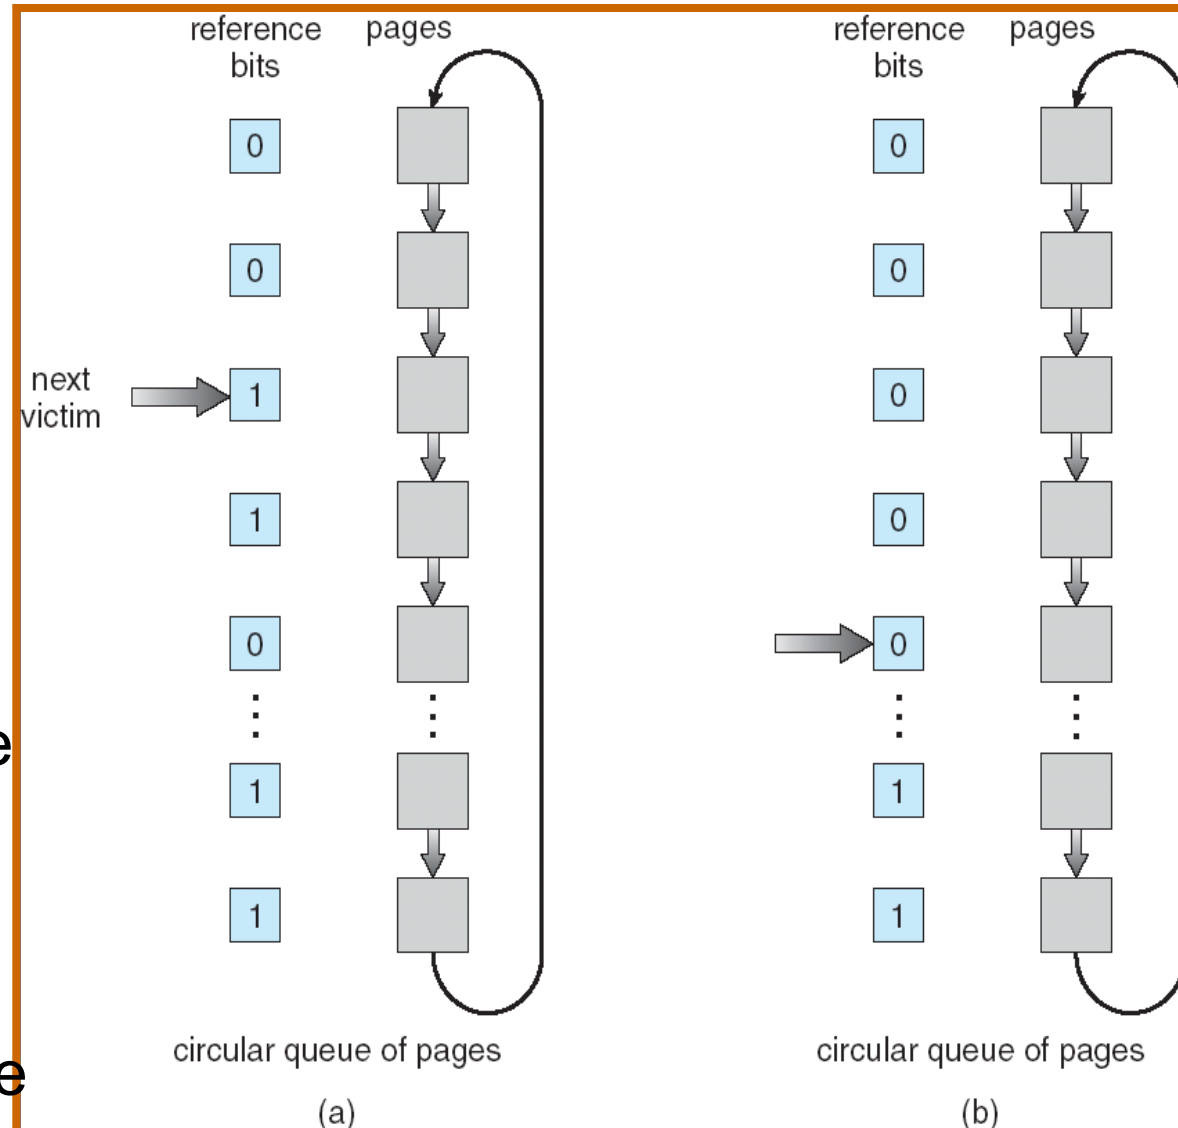 reference pages
bits
0
0
next
victim
1
1
0
1
1
circular queue of pages
(a)
reference pages
bits
0
0
0
0
0
1
1
circular queue of pages
(b)
e
e